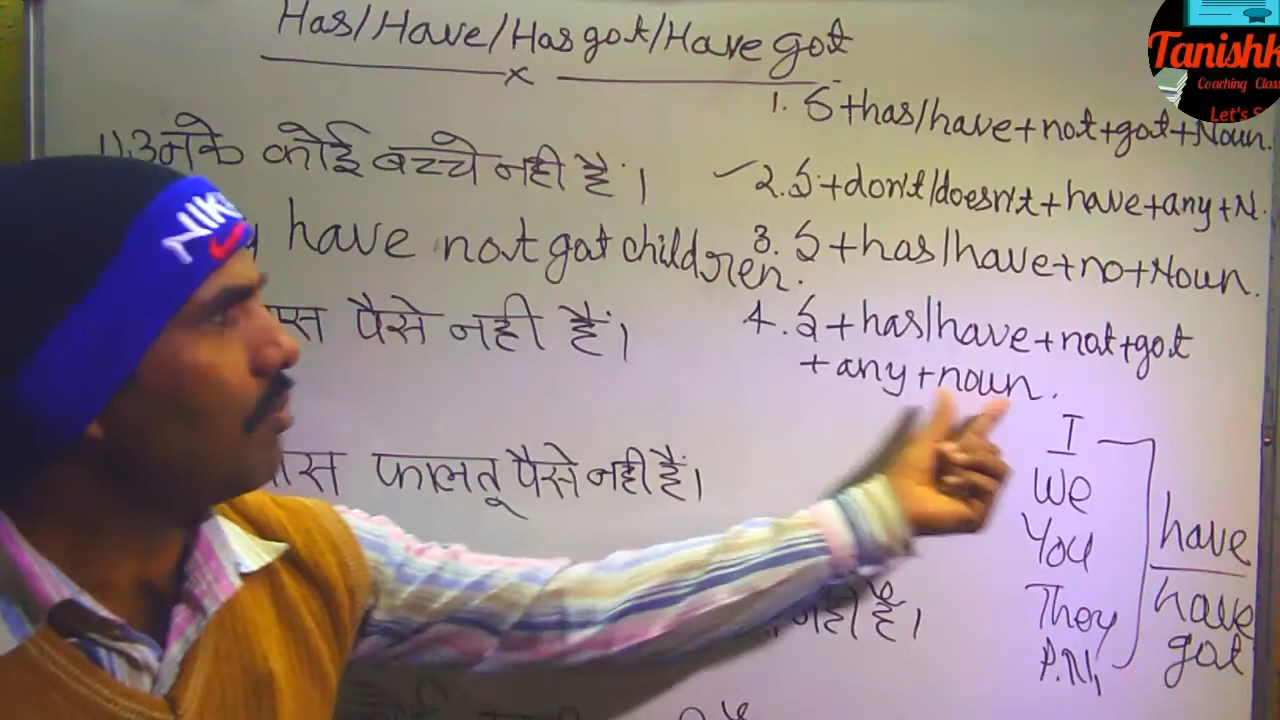 Has/Have/Has got/Have got
Tanishk
Coaching Class
Let's S
1. S+has/have+not+got+Noun.
1) उनके कोई बच्चे नही हैं।
2. S+don't/doesn't+have+any+N.
have not got children.
3. S+has/have+no+Noun.
पैसे नही हैं।
4. S+has/have+not+got
+any+noun.
I
फालतू पैसे नही हैं।
We
have
You
नही है।
They
have
got
P.N,
NIKE